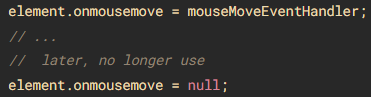 element.onmousemove = mouseMoveEventHandler;
// ...
//  later, no longer use
element.onmousemove = null;